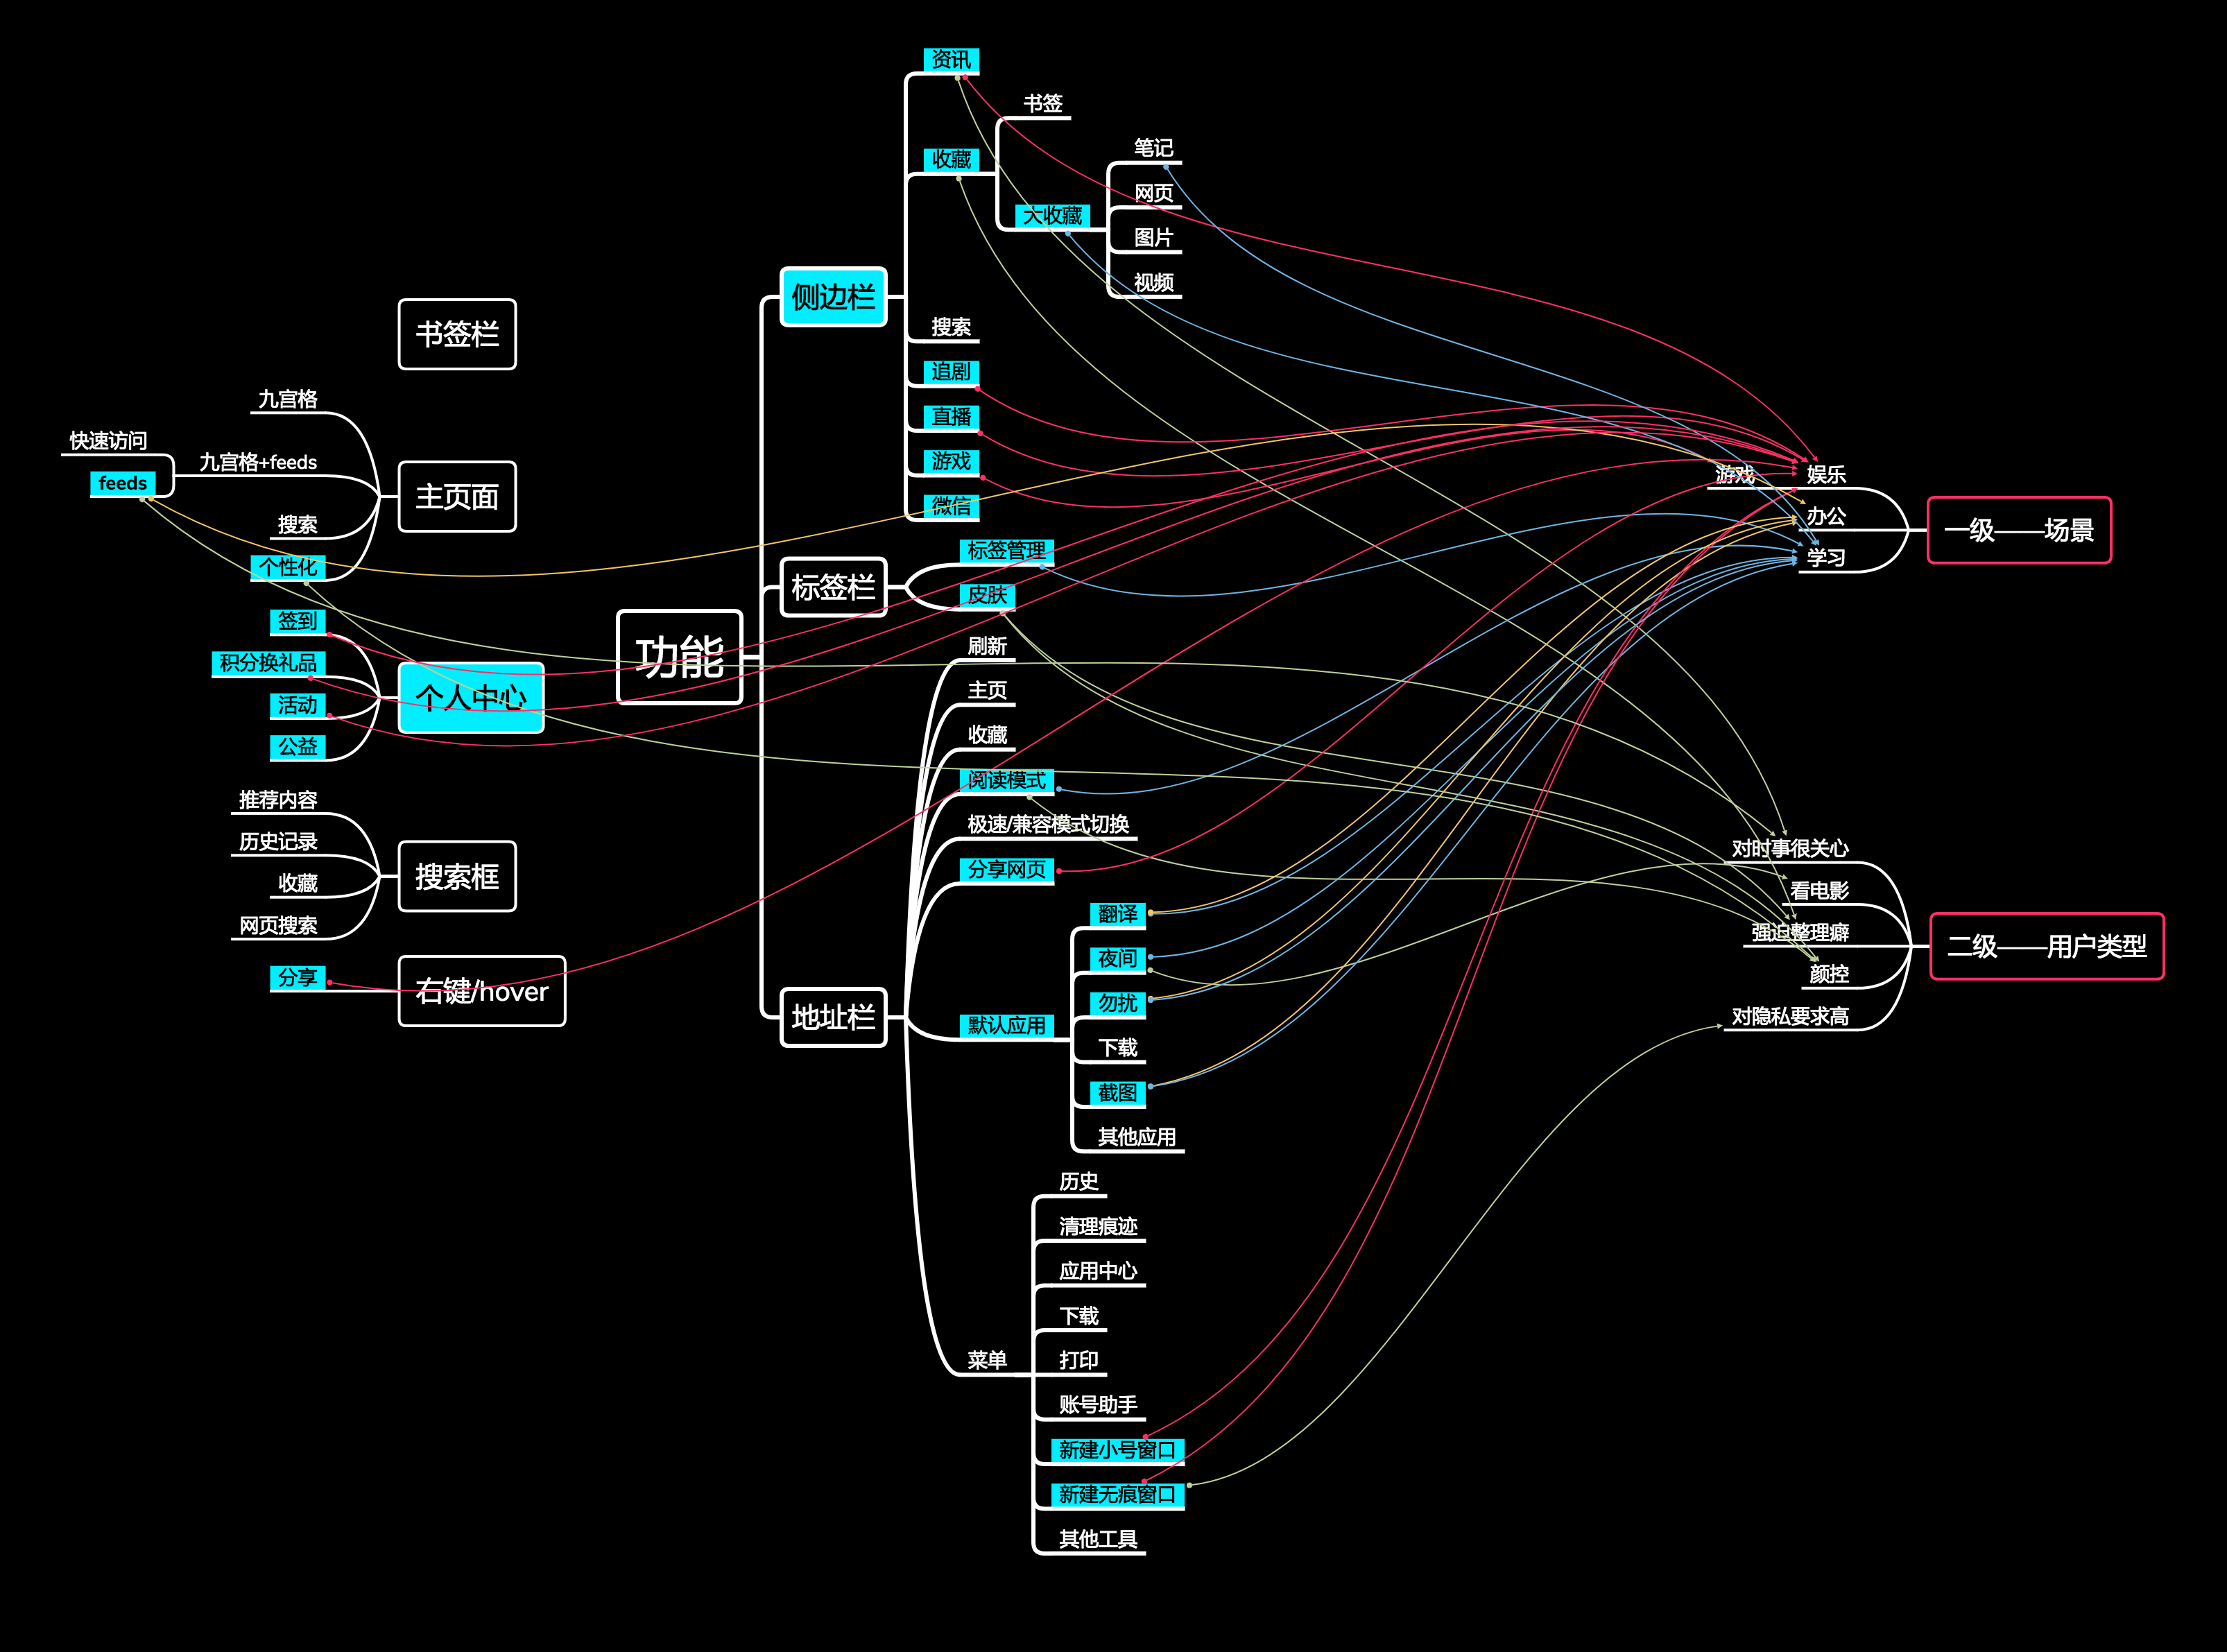 书签栏
九宫格
快速访问
九宫格+feeds
feeds
主页面
搜索
个性化
签到
积分换礼品
个人中心
活动
公益
推荐内容
历史记录
搜索框
收藏
网页搜索
分享
右键/hover
功能
侧边栏
资讯
收藏
书签
大收藏
笔记
网页
图片
视频
搜索
追剧
直播
游戏
微信
标签栏
标签管理
皮肤
地址栏
刷新
主页
收藏
阅读模式
极速/兼容模式切换
分享网页
默认应用
翻译
夜间
勿扰
下载
截图
其他应用
菜单
历史
清理痕迹
应用中心
下载
打印
账号助手
新建小号窗口
新建无痕窗口
其他工具
游戏
娱乐
办公
学习
一级——场景
对时事很关心
看电影
强迫整理癖
颜控
对隐私要求高
二级——用户类型